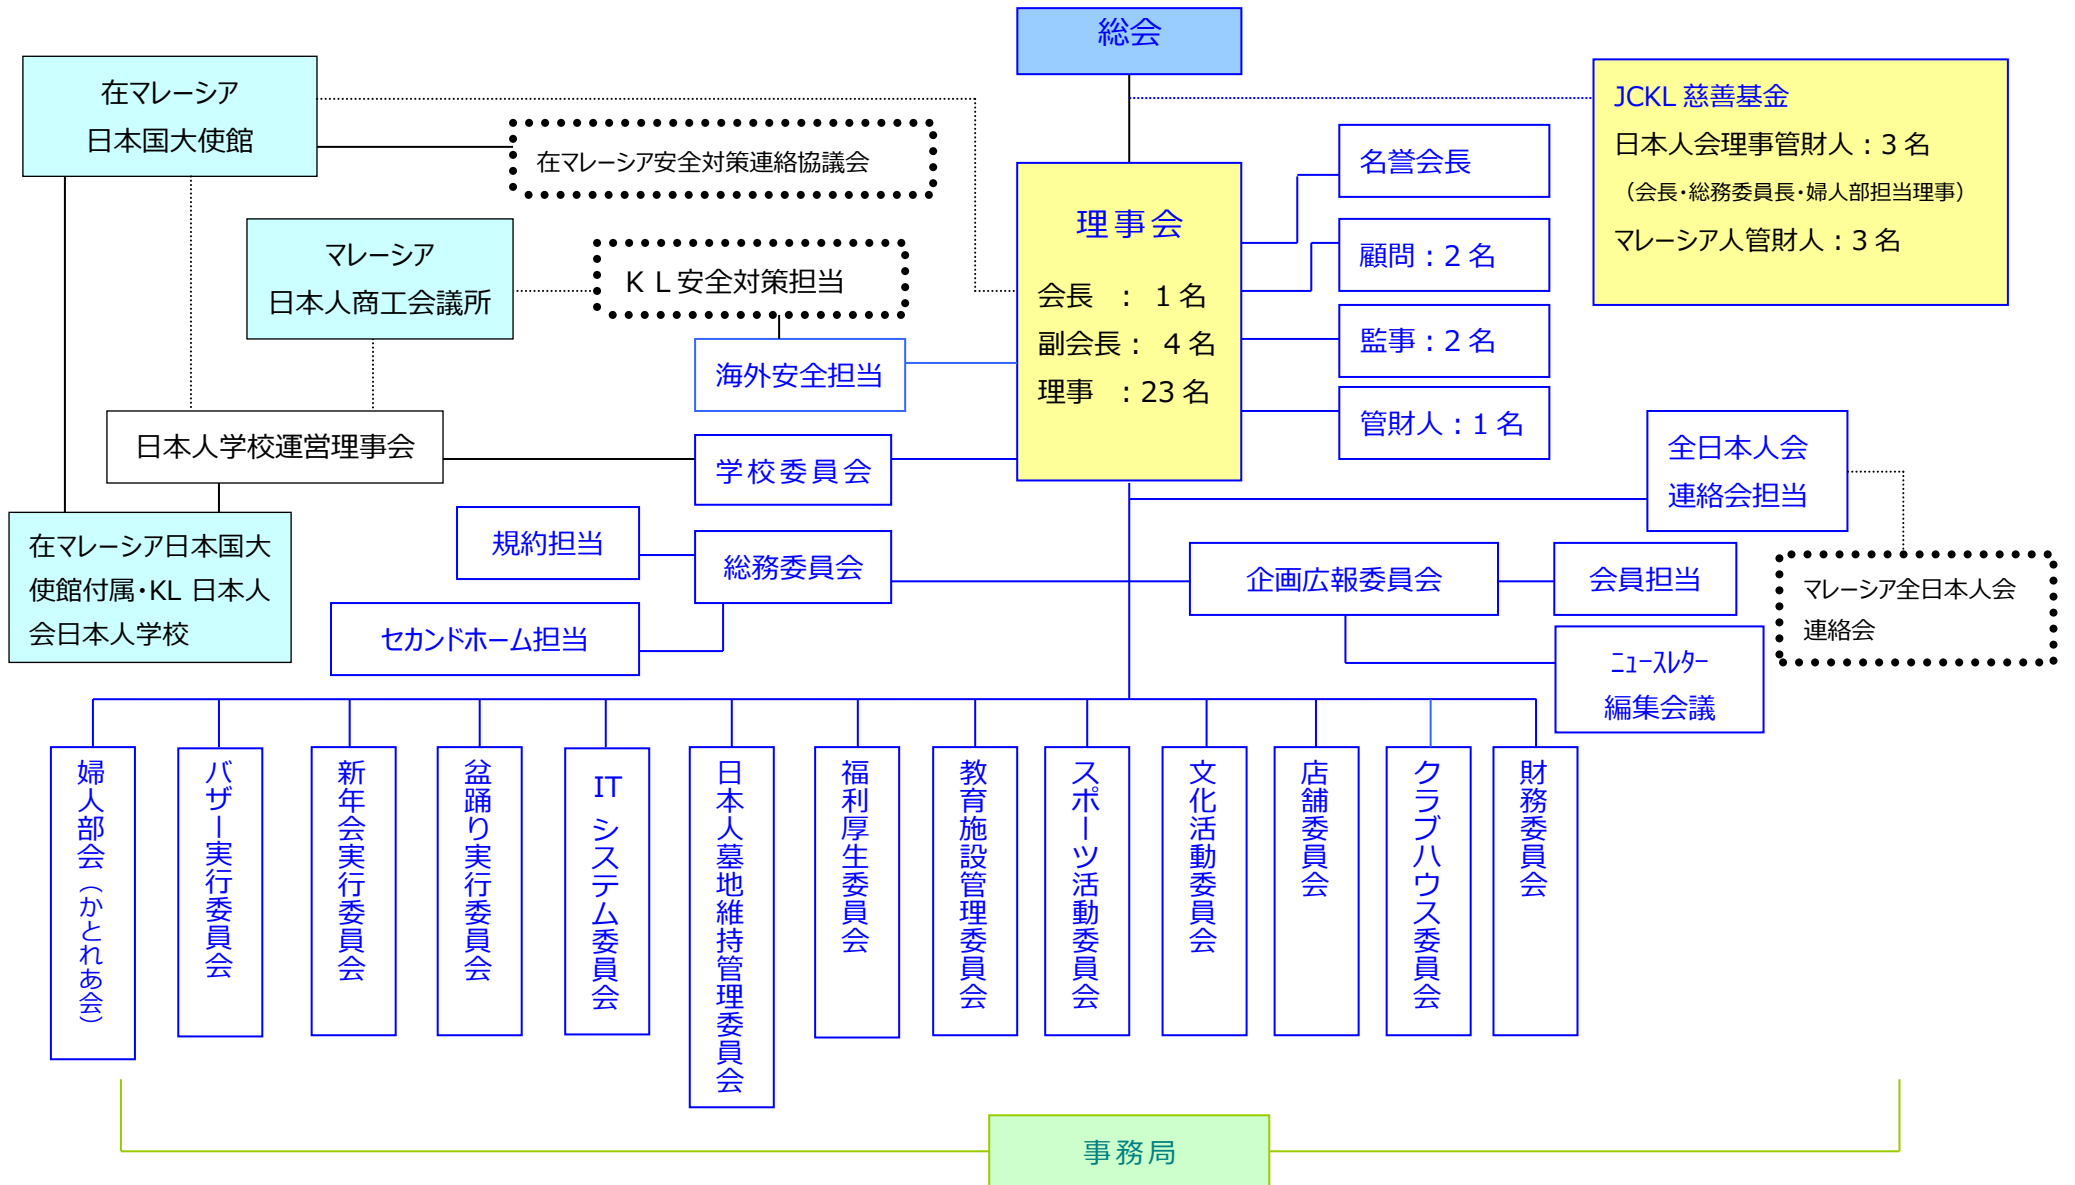 総会
在マレーシア
日本国大使館
在マレーシア安全対策連絡協議会
マレーシア
日本人商工会議所
ＫＬ安全対策担当
海外安全担当
理事会
会長 ： 1 名
副会長： 4 名
理事 ：23 名
名誉会長
顧問：2 名
監事：2 名
管財人：1 名
JCKL 慈善基金
日本人会理事管財人：3 名
（会長・総務委員長・婦人部担当理事）
マレーシア人管財人：3 名
日本人学校運営理事会
学校委員会
在マレーシア日本国大
使館付属・KL 日本人
会日本人学校
規約担当
総務委員会
セカンドホーム担当
企画広報委員会
会員担当
ﾆｭｰｽﾚﾀｰ
編集会議
全日本人会
連絡会担当
マレーシア全日本人会
連絡会
婦人部会（かとれあ会）
バザー実行委員会
新年会実行委員会
盆踊り実行委員会
IT システム委員会
日本人墓地維持管理委員会
福利厚生委員会
教育施設管理委員会
スポーツ活動委員会
文化活動委員会
店舗委員会
クラブハウス委員会
財務委員会
事務局